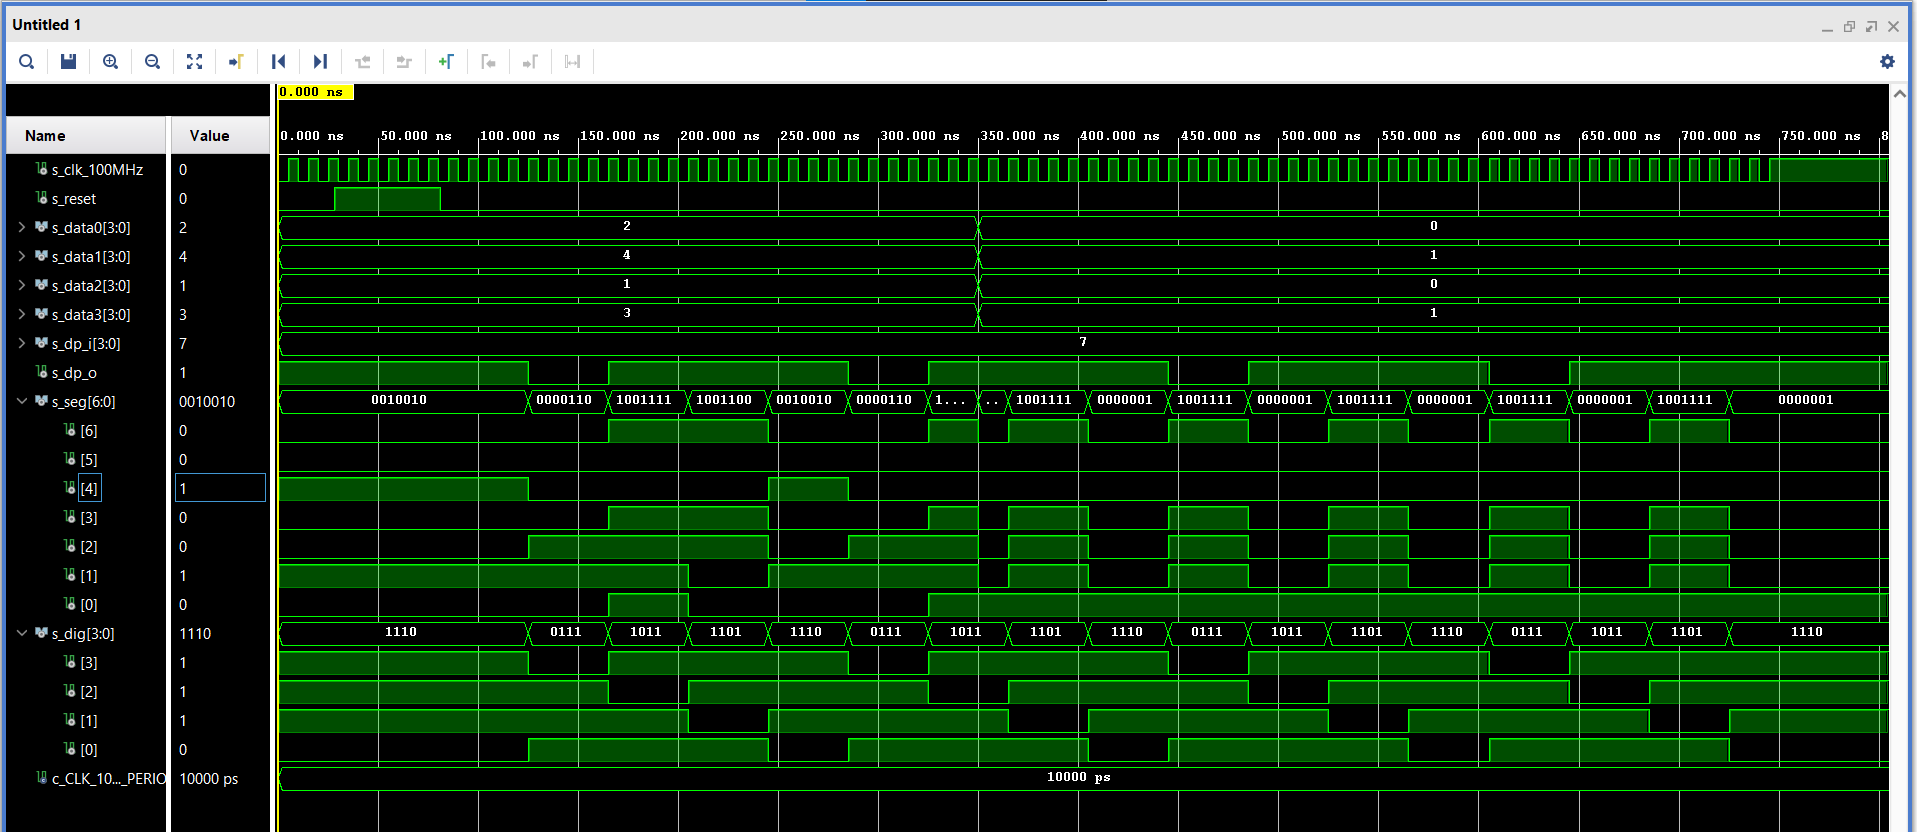 Untitled 1
0.000 ns
0.000 ns 50.000 ns 100.000 ns 150.000 ns 200.000 ns 250.000 ns 300.000 ns 350.000 ns 400.000 ns 450.000 ns 500.000 ns 550.000 ns 600.000 ns 650.000 ns 700.000 ns 750.000 ns 8
Name Value
s_clk_100MHz 0
s_reset 0
s_data0[3:0] 2 2 0
s_data1[3:0] 4 4 1
s_data2[3:0] 1 1 0
s_data3[3:0] 3 3 1
s_dp_i[3:0] 7 7
s_dp_o 1
s_seg[6:0] 0010010 0010010 0000110 1001111 1001100 0010010 0000110 1... .. 1001111 0000001 1001111 0000001 1001111 0000001 1001111 0000001 1001111 0000001
[6] 0
[5] 0
[4] 1
[3] 0
[2] 0
[1] 1
[0] 0
s_dig[3:0] 1110 1110 0111 1011 1101 1110 0111 1011 1101 1110 0111 1011 1101 1110 0111 1011 1101 1110
[3] 1
[2] 1
[1] 1
[0] 0
c_CLK_10..._PERIO 10000 ps 10000 ps